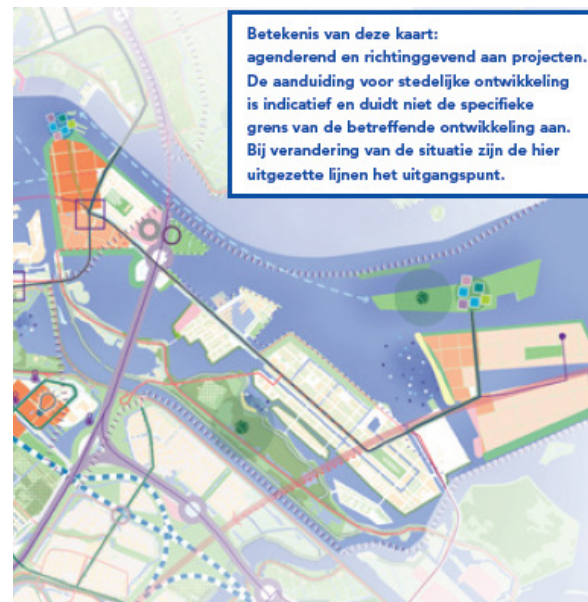 Betekenis van deze kaart:
agenderend en richtinggevend aan projecten.
De aanduiding voor stedelijke ontwikkeling
is indicatief en duidt niet de specifieke
grens van de betreffende ontwikkeling aan.
Bij verandering van de situatie zijn de hier
uitgezette lijnen het uitgangspunt.